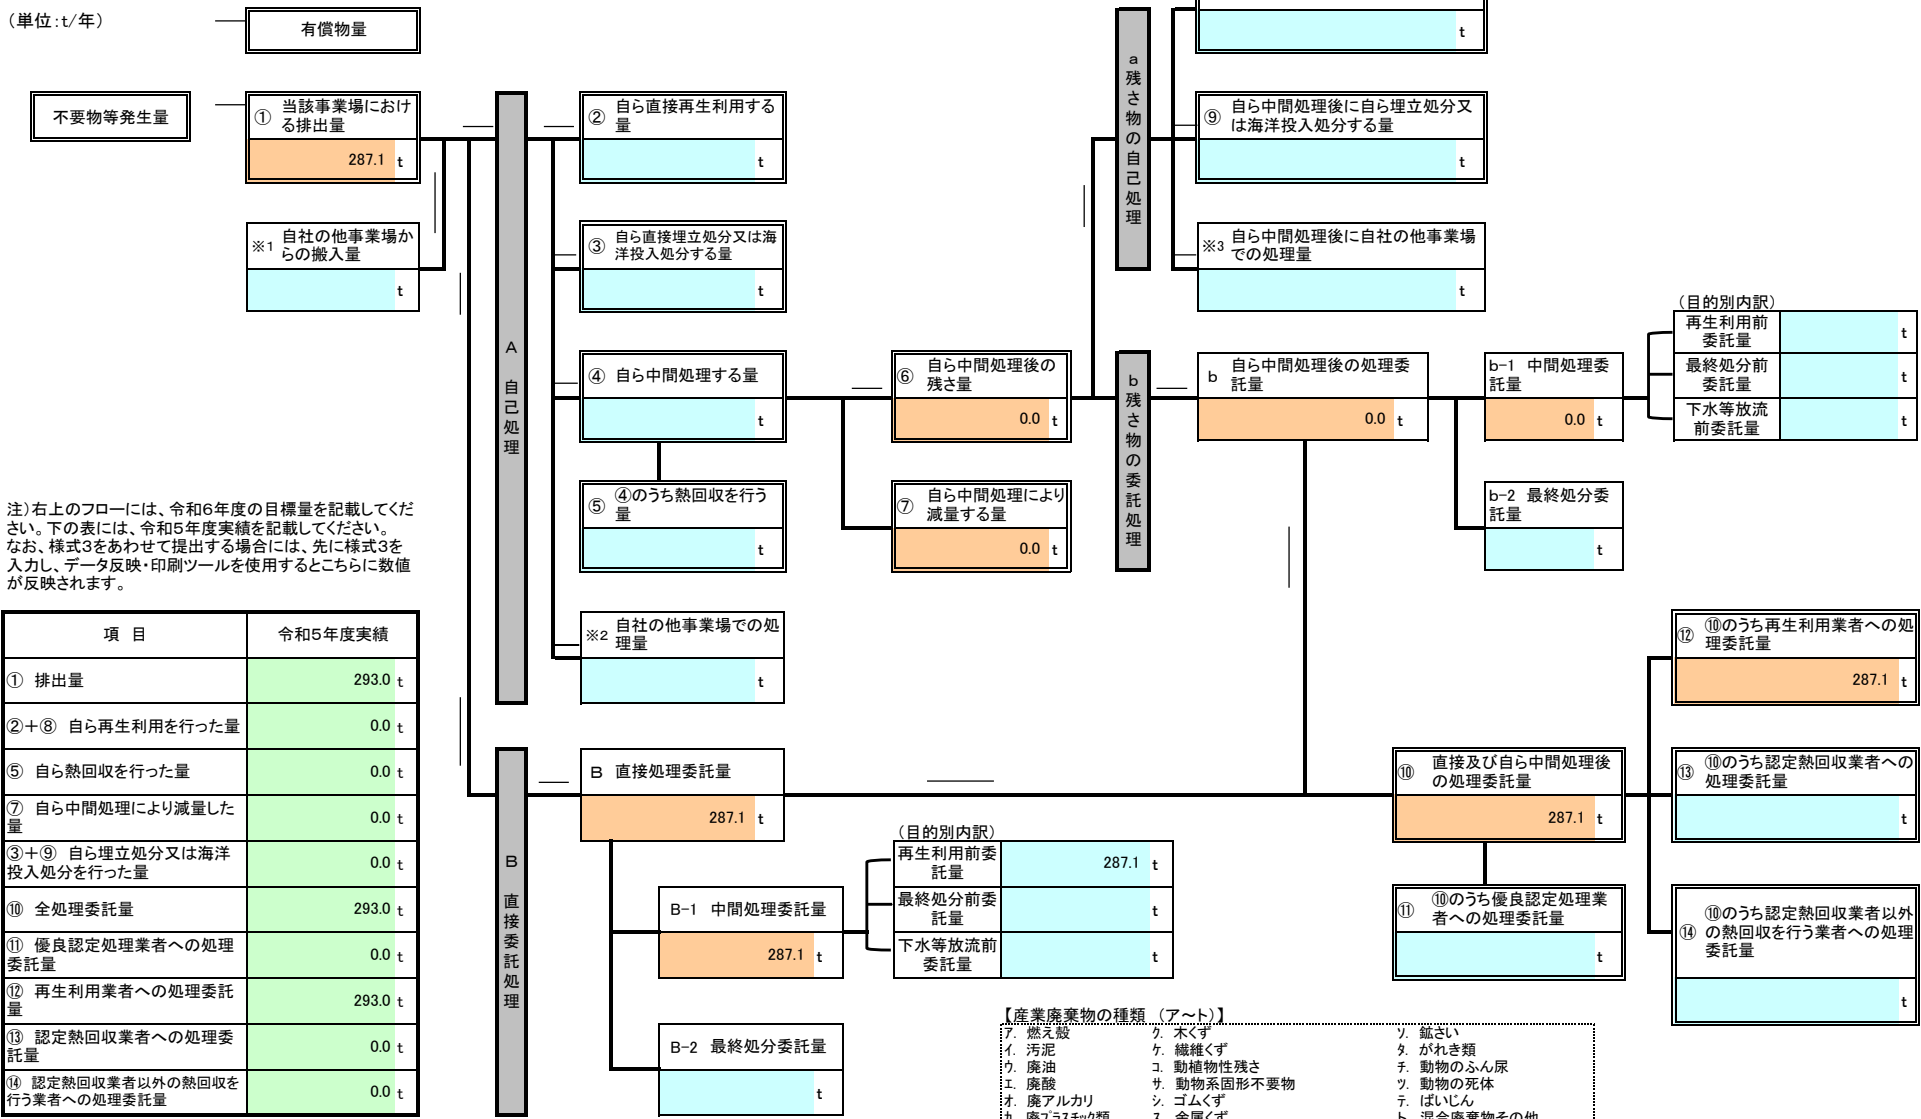 (単位:t/年)
有償物量
t
不要物等発生量
① 当該事業場におけ
る排出量
287.1 t
※1 自社の他事業場か
らの搬入量
t
A 自己処理
② 自ら直接再生利用する
量
t
③ 自ら直接埋立処分又は海
洋投入処分する量
t
④ 自ら中間処理する量
t
⑤ ④のうち熱回収を行う
量
t
※2 自社の他事業場での処
理量
t
⑥ 自ら中間処理後の
残さ量
0.0 t
⑦ 自ら中間処理により
減量する量
0.0 t
a 残さ物の自己処理
⑨ 自ら中間処理後に自ら埋立処分又
は海洋投入処分する量
t
※3 自ら中間処理後に自社の他事業場
での処理量
t
b 残さ物の委託処理
b 自ら中間処理後の処理委
託量
0.0 t
b-1 中間処理委
託量
0.0 t
(目的別内訳)
再生利用前
委託量
t
最終処分前
委託量
t
下水等放流
前委託量
t
b-2 最終処分委
託量
t
注)右上のフローには、令和6年度の目標量を記載してくだ
さい。下の表には、令和5年度実績を記載してください。
なお、様式3をあわせて提出する場合には、先に様式3を
入力し、データ反映・印刷ツールを使用するとこちらに数値
が反映されます。
項 目 令和5年度実績
① 排出量 293.0 t
②+⑧ 自ら再生利用を行った量 0.0 t
⑤ 自ら熱回収を行った量 0.0 t
⑦ 自ら中間処理により減量した
量 0.0 t
③+⑨ 自ら埋立処分又は海洋
投入処分を行った量 0.0 t
⑩ 全処理委託量 293.0 t
⑪ 優良認定処理業者への処理
委託量 0.0 t
⑫ 再生利用業者への処理委託
量 293.0 t
⑬ 認定熱回収業者への処理委
託量 0.0 t
⑭ 認定熱回収業者以外の熱回収を
行う業者への処理委託量 0.0 t
B 直接委託処理
B 直接処理委託量
287.1 t
B-1 中間処理委託量
287.1 t
(目的別内訳)
再生利用前委
託量
287.1 t
最終処分前委
託量
t
下水等放流前
委託量
t
B-2 最終処分委託量
t
⑩ 直接及び自ら中間処理後
の処理委託量
287.1 t
⑪ ⑩のうち優良認定処理業
者への処理委託量
t
⑫ ⑩のうち再生利用業者への処
理委託量
287.1 t
⑬ ⑩のうち認定熱回収業者への
処理委託量
t
⑭ ⑩のうち認定熱回収業者以外
の熱回収を行う業者への処理
委託量
t
【産業廃棄物の種類 (ア~ト)】
ア. 燃え殻 ク. 木くず ソ. 鉱さい
イ. 汚泥 ケ. 繊維くず タ. がれき類
ウ. 廃油 コ. 動植物性残さ チ. 動物のふん尿
エ. 廃酸 サ. 動物系固形不要物 ツ. 動物の死体
オ. 廃アルカリ シ. ゴムくず テ. ばいじん
カ. 廃プラスチック類 ス. 金属くず ト. 混合廃棄物その他